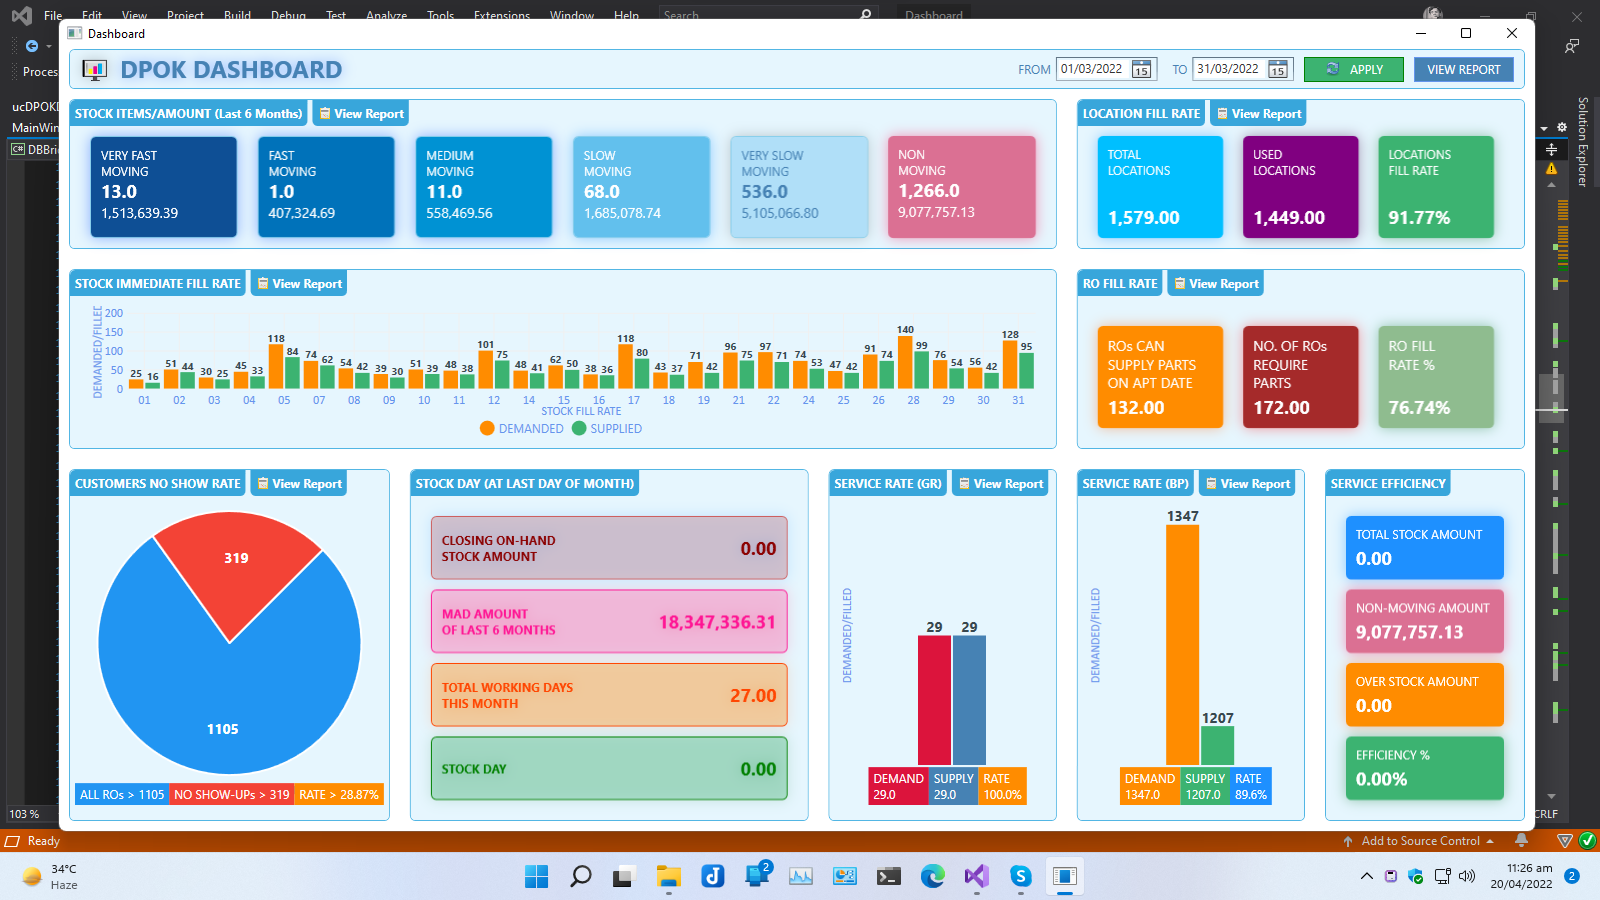 File Edit View Project Build Debug Test Analyze Tools Extensions Window Help Search Dashboard
Dashboard
DPOK DASHBOARD
FROM 01/03/2022 15 TO 31/03/2022 15 APPLY VIEW REPORT
Proces
ucDPOKD
MainWin
C# DBBri
Solution Explorer
STOCK ITEMS/AMOUNT (Last 6 Months) View Report
VERY FAST
MOVING
13.0
1,513,639.39
FAST
MOVING
1.0
407,324.69
MEDIUM
MOVING
11.0
558,469.56
SLOW
MOVING
68.0
1,685,078.74
VERY SLOW
MOVING
536.0
5,105,066.80
NON
MOVING
1,266.0
9,077,757.13
LOCATION FILL RATE View Report
TOTAL
LOCATIONS
1,579.00
USED
LOCATIONS
1,449.00
LOCATIONS
FILL RATE
91.77%
STOCK IMMEDIATE FILL RATE View Report
DEMANDED/FILLED
200
150
100
50
0
25 16 51 44 30 25 45 33 118 84 74 62 54 42 39 30 51 39 48 38 101 75 48 41 62 50 38 36 118 80 43 37 71 42 96 75 97 71 74 53 47 42 91 74 140 99 76 54 56 42 128 95
01 02 03 04 05 07 08 09 10 11 12 14 15 16 17 18 19 21 22 24 25 26 28 29 30 31
STOCK FILL RATE
DEMANDED SUPPLIED
RO FILL RATE View Report
ROs CAN
SUPPLY PARTS
ON APT DATE
132.00
NO. OF ROs
REQUIRE
PARTS
172.00
RO FILL
RATE %
76.74%
CUSTOMERS NO SHOW RATE View Report
319
1105
ALL ROs > 1105 NO SHOW-UPs > 319 RATE > 28.87%
STOCK DAY (AT LAST DAY OF MONTH)
CLOSING ON-HAND
STOCK AMOUNT
0.00
MAD AMOUNT
OF LAST 6 MONTHS
18,347,336.31
TOTAL WORKING DAYS
THIS MONTH
27.00
STOCK DAY
0.00
SERVICE RATE (GR) View Report
DEMANDED/FILLED
29 29
DEMAND SUPPLY RATE
29.0 29.0 100.0%
SERVICE RATE (BP) View Report
DEMANDED/FILLED
1347
1207
DEMAND SUPPLY RATE
1347.0 1207.0 89.6%
SERVICE EFFICIENCY
TOTAL STOCK AMOUNT
0.00
NON-MOVING AMOUNT
9,077,757.13
OVER STOCK AMOUNT
0.00
EFFICIENCY %
0.00%
103 % CRLF
Ready Add to Source Control
34°C
Haze
2
11:26 am
20/04/2022
2